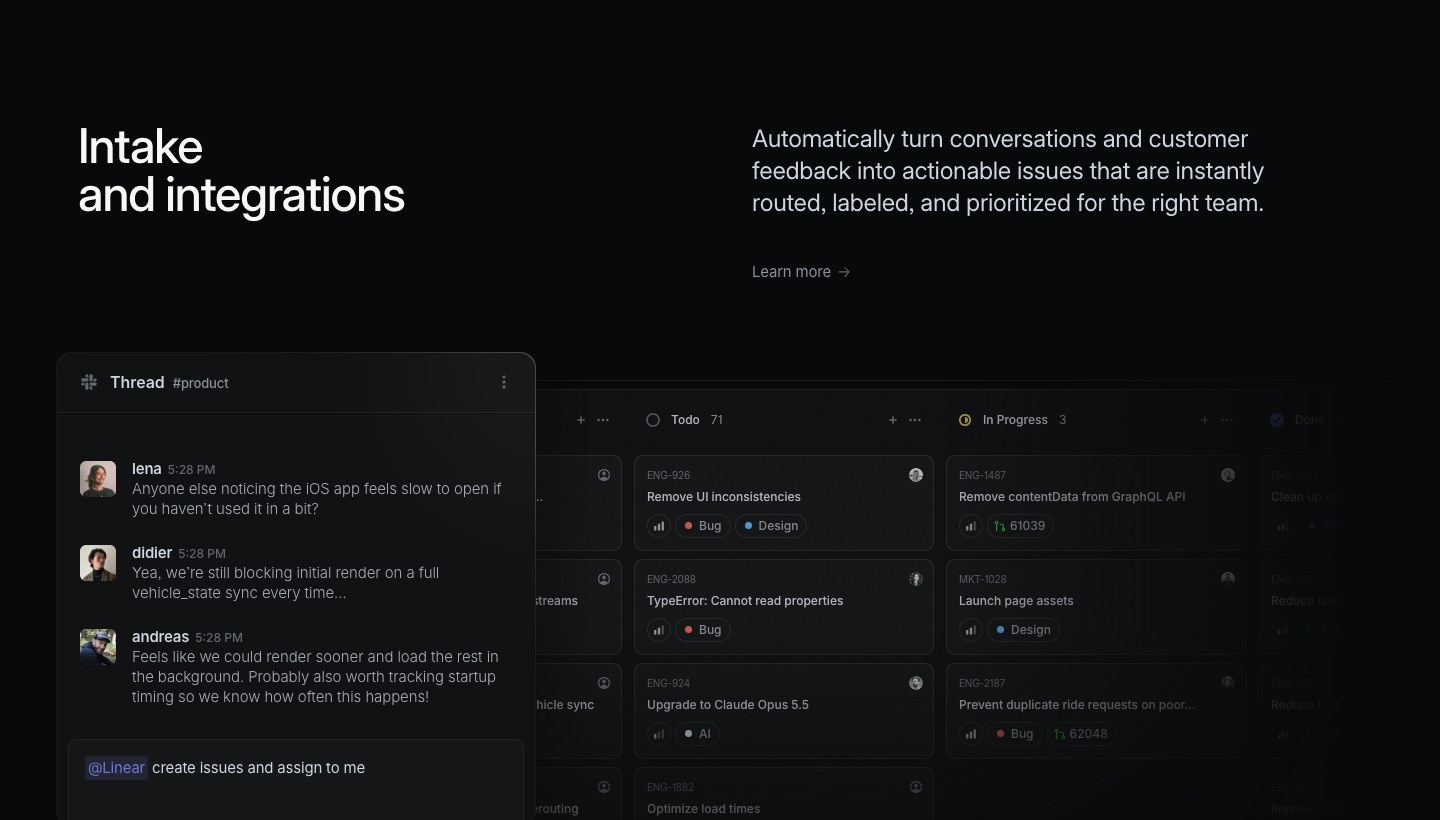 Intake
and integrations
Automatically turn conversations and customer
feedback into actionable issues that are instantly
routed, labeled, and prioritized for the right team.
Learn more →
Thread #product
lena 5:28 PM
Anyone else noticing the iOS app feels slow to open if
you haven't used it in a bit?
didier 5:28 PM
Yea, we're still blocking initial render on a full
vehicle_state sync every time...
andreas 5:28 PM
Feels like we could render sooner and load the rest in
the background. Probably also worth tracking startup
timing so we know how often this happens!
@Linear create issues and assign to me
...
streams
hicle sync
erouting
Todo 71
ENG-926
Remove UI inconsistencies
Bug Design
ENG-2088
TypeError: Cannot read properties
Bug
ENG-924
Upgrade to Claude Opus 5.5
AI
ENG-1882
Optimize load times
In Progress 3
ENG-1487
Remove contentData from GraphQL API
61039
MKT-1028
Launch page assets
Design
ENG-2187
Prevent duplicate ride requests on poor...
Bug 62048
Done
Clean up
Reduce
Reduce
Improve